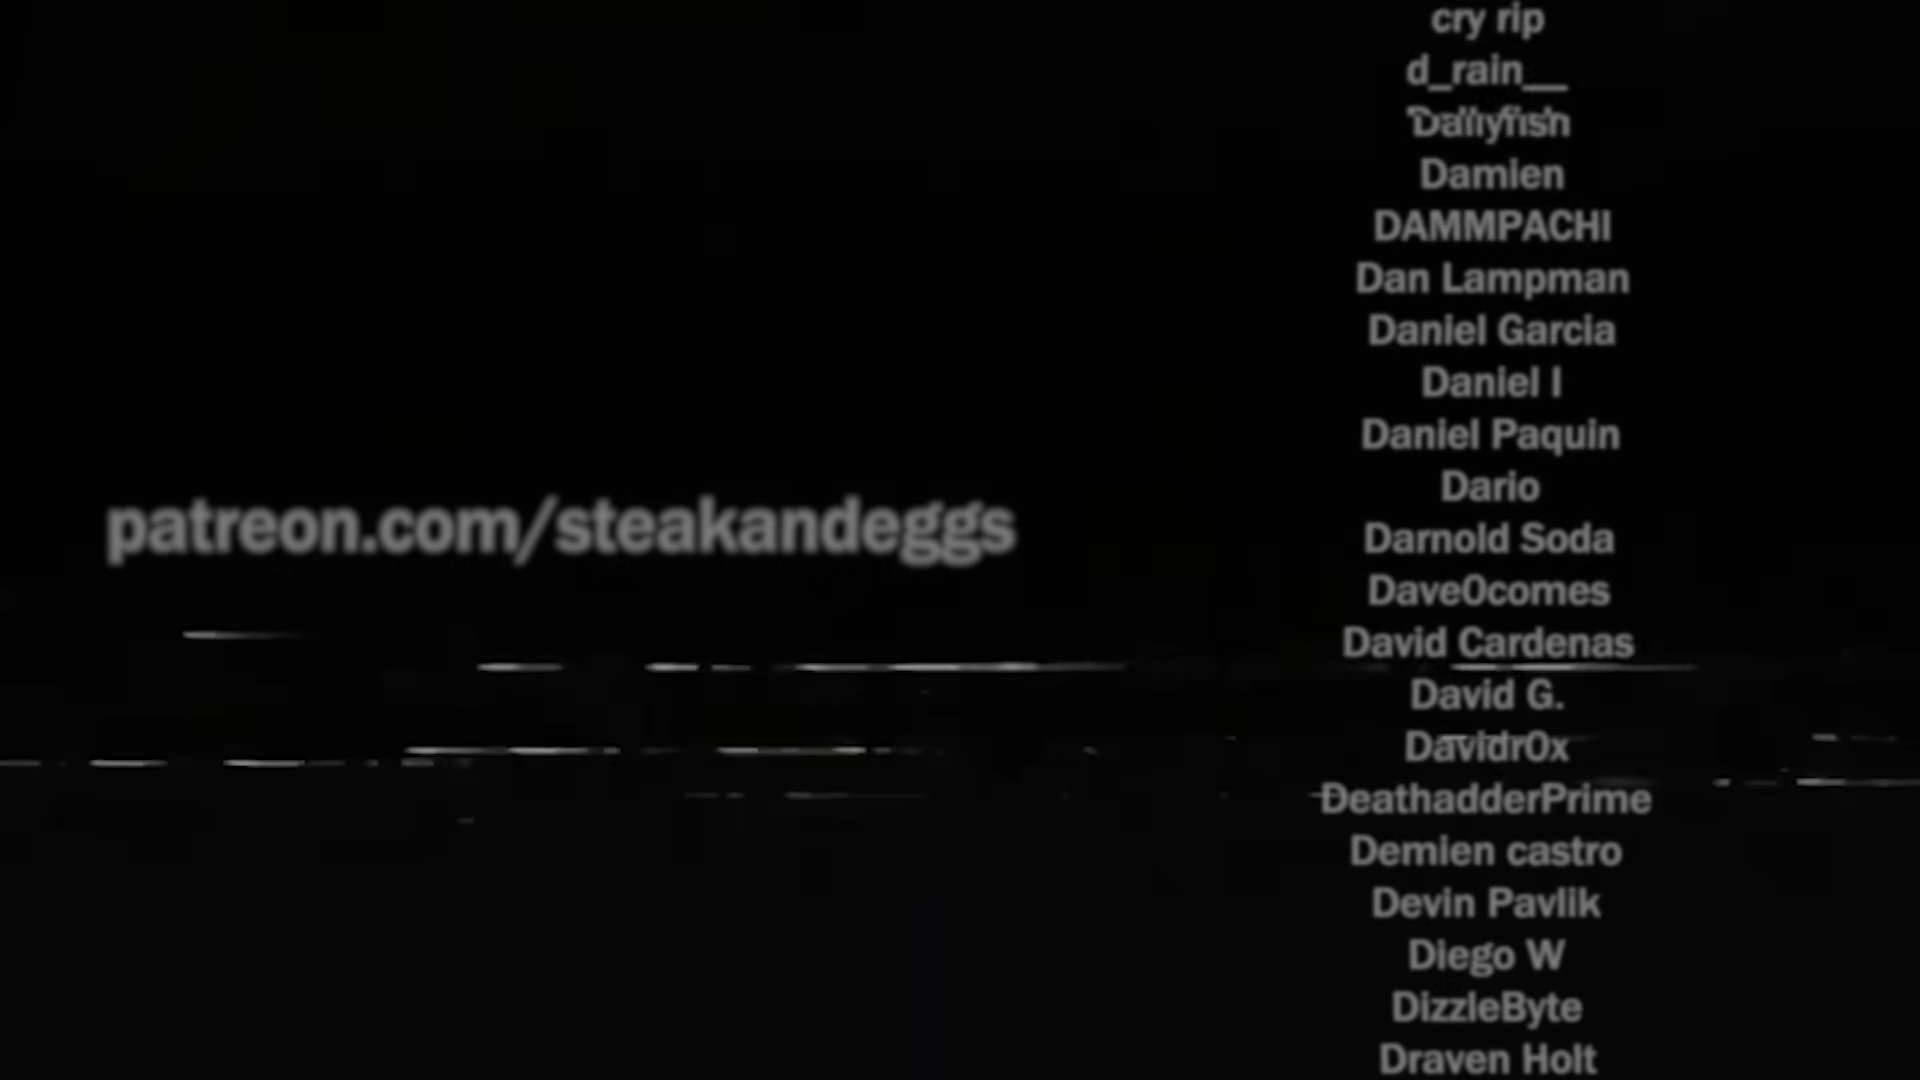 patreon.com/steakandeggs
cry rip
d_rain__
Dallyfish
Damien
DAMMPACHI
Dan Lampman
Daniel Garcia
Daniel I
Daniel Paquin
Dario
Darnold Soda
Dave0comes
David Cardenas
David G.
Davidr0x
DeathadderPrime
Demien castro
Devin Pavlik
Diego W
DizzleByte
Draven Holt